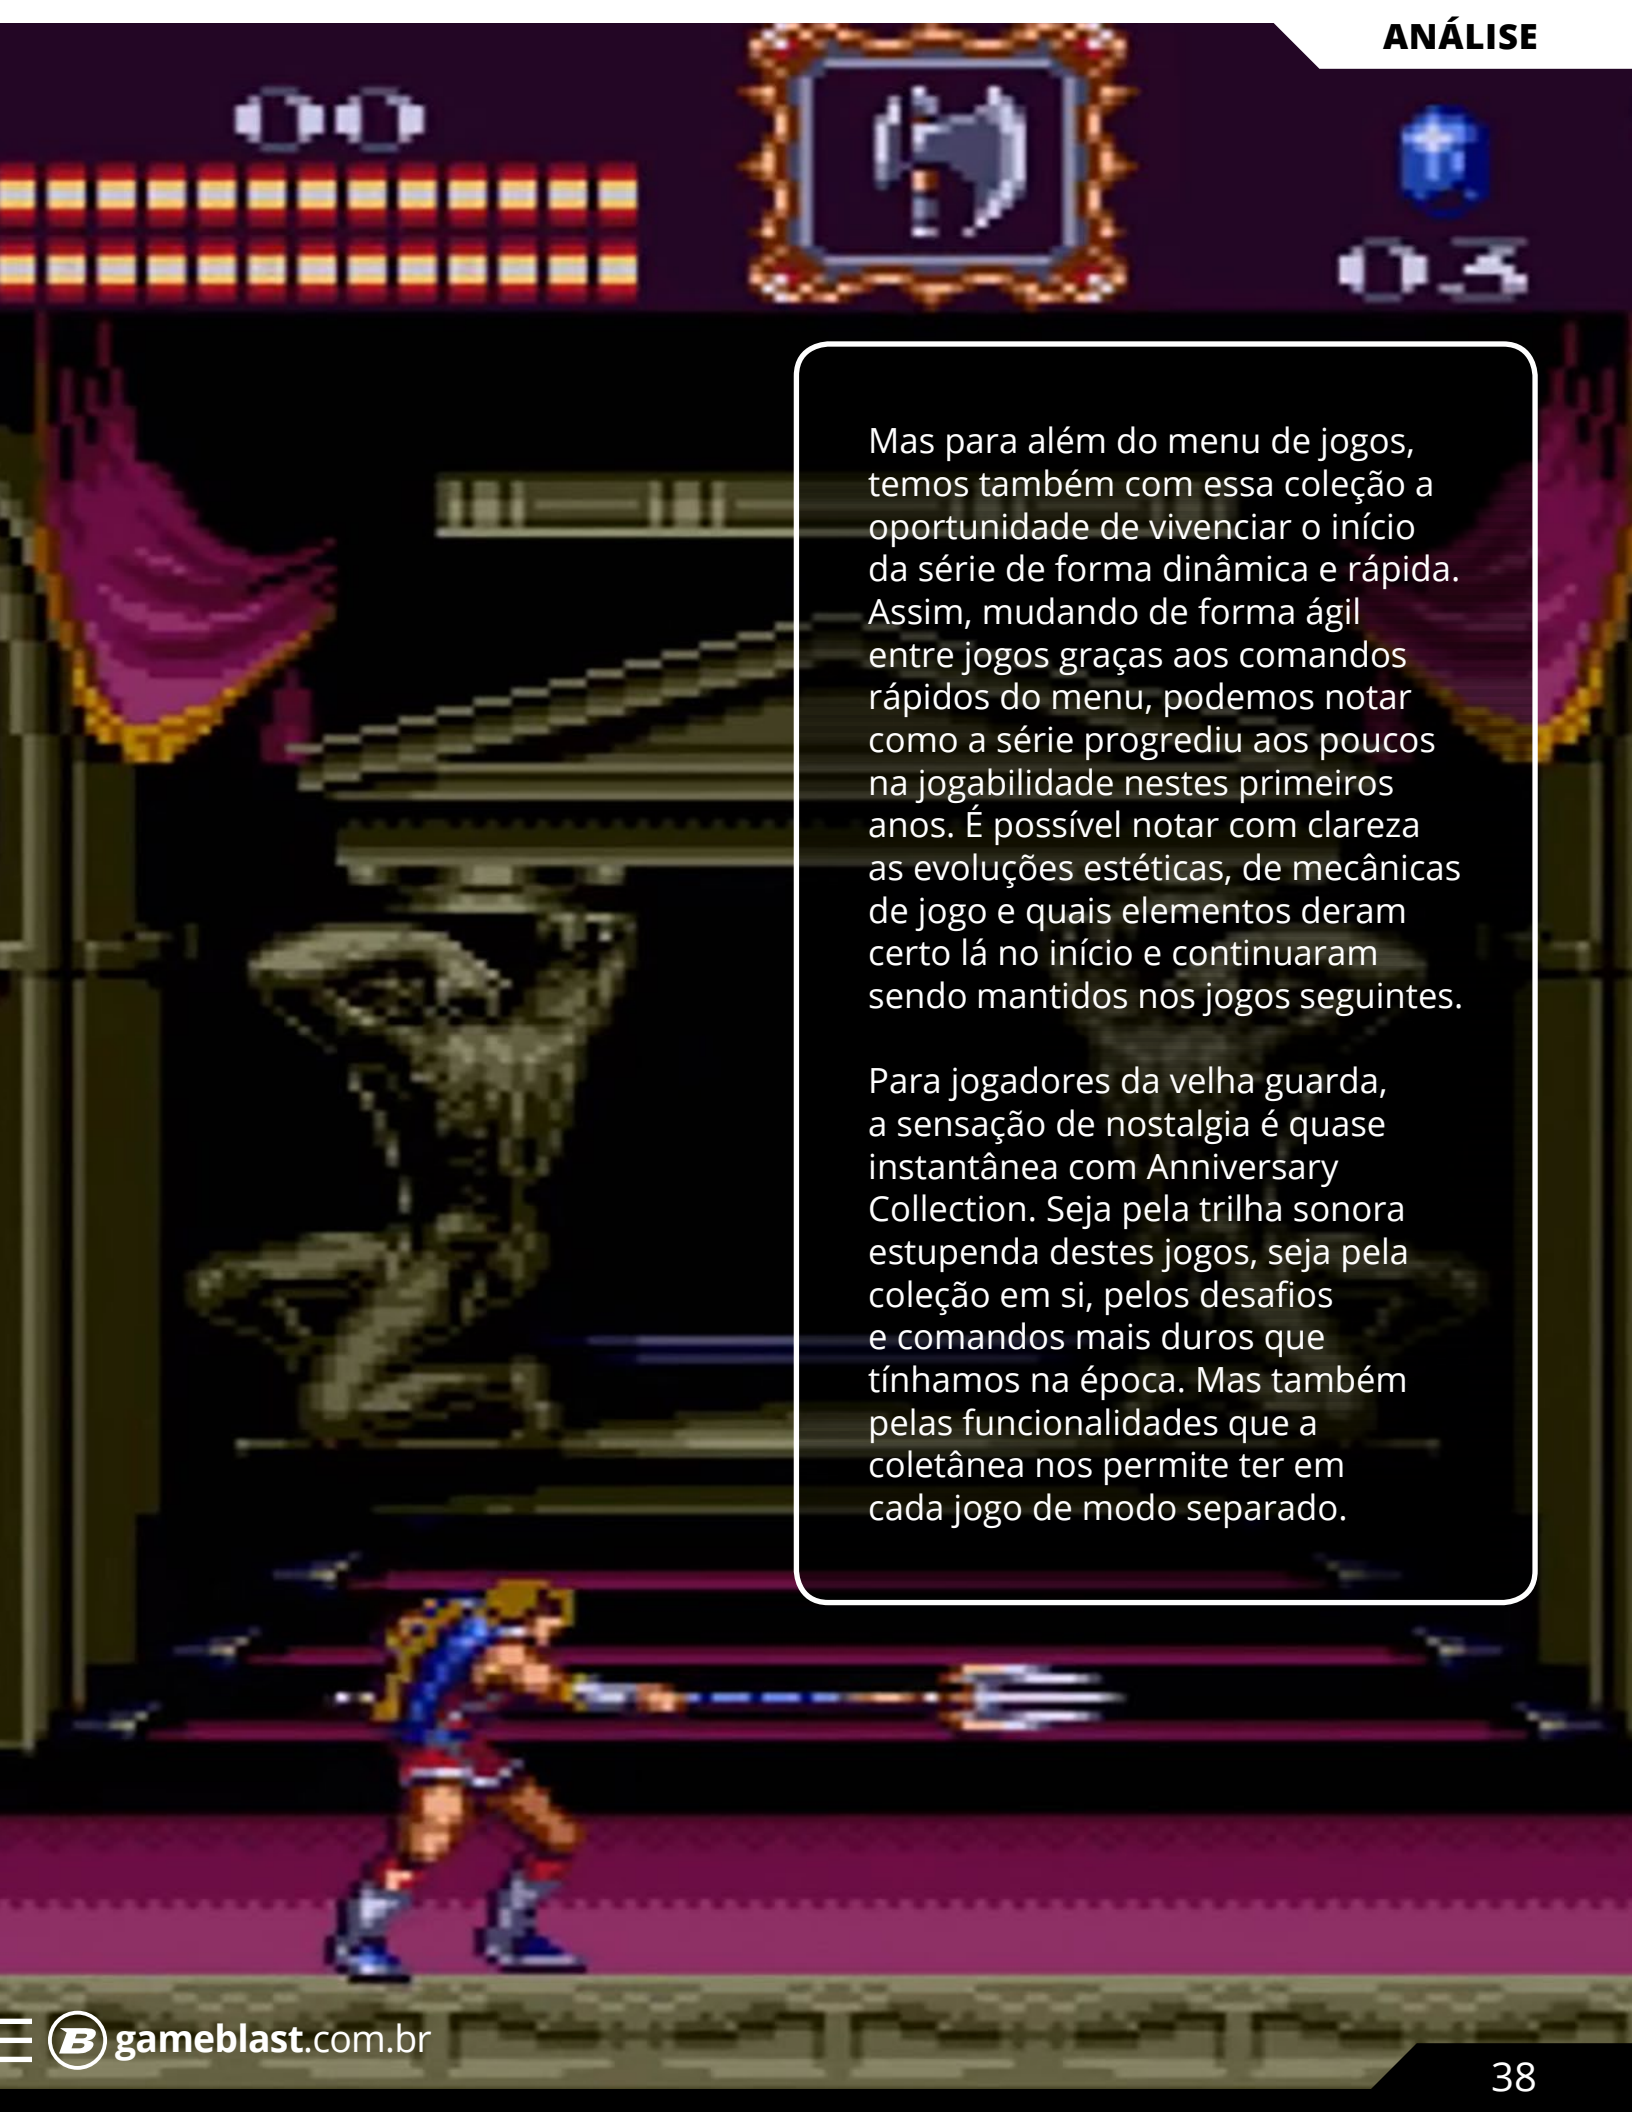 ANÁLISE
00
03
Mas para além do menu de jogos,
temos também com essa coleção a
oportunidade de vivenciar o início
da série de forma dinâmica e rápida.
Assim, mudando de forma ágil
entre jogos graças aos comandos
rápidos do menu, podemos notar
como a série progrediu aos poucos
na jogabilidade nestes primeiros
anos. É possível notar com clareza
as evoluções estéticas, de mecânicas
de jogo e quais elementos deram
certo lá no início e continuaram
sendo mantidos nos jogos seguintes.
Para jogadores da velha guarda,
a sensação de nostalgia é quase
instantânea com Anniversary
Collection. Seja pela trilha sonora
estupenda destes jogos, seja pela
coleção em si, pelos desafios
e comandos mais duros que
tínhamos na época. Mas também
pelas funcionalidades que a
coletânea nos permite ter em
cada jogo de modo separado.
B gameblast.com.br
38